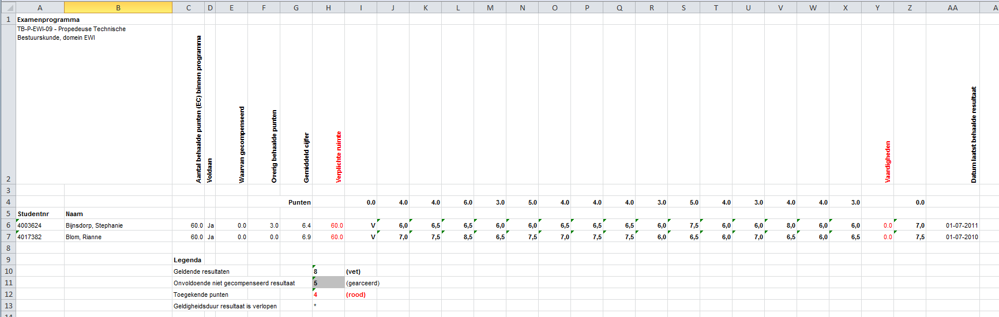 A B C D E F G H I J K L M N O P Q R S T U V W X Y Z AA A
1 Examenprogramma
2 TB-P-EWI-09 - Propedeuse Technische
Bestuurskunde, domein EWI
Aantal behaalde punten (EC) binnen programma
Voldaan
Waarvan gecompenseerd
Overig behaalde punten
Gemiddeld cijfer
Verplichte ruimte
Vaardigheden
Datum laatst behaalde resultaat
3
4 Punten 0.0 4.0 4.0 6.0 3.0 5.0 4.0 4.0 4.0 3.0 5.0 4.0 3.0 4.0 4.0 3.0 0.0
5 Studentnr Naam
6 4003624 Bijnsdorp, Stephanie 60.0 Ja 0.0 3.0 6.4 60.0 V 6,0 6,5 6,5 6,5 6,0 6,0 6,5 6,5 6,0 7,5 6,0 6,0 8,0 6,0 6,0 0.0 7,0 01-07-2011
7 4017382 Blom, Rianne 60.0 Ja 0.0 0.0 6.9 60.0 V 7,0 7,5 8,5 6,5 7,5 7,0 7,5 7,5 6,0 6,5 6,0 7,0 6,5 6,0 6,5 0.0 7,5 01-07-2010
8
9 Legenda
10 Geldende resultaten 8 (vet)
11 Onvoldoende niet gecompenseerd resultaat 5 (gearceerd)
12 Toegekende punten 4 (rood)
13 Geldigheidsduur resultaat is verlopen *
14